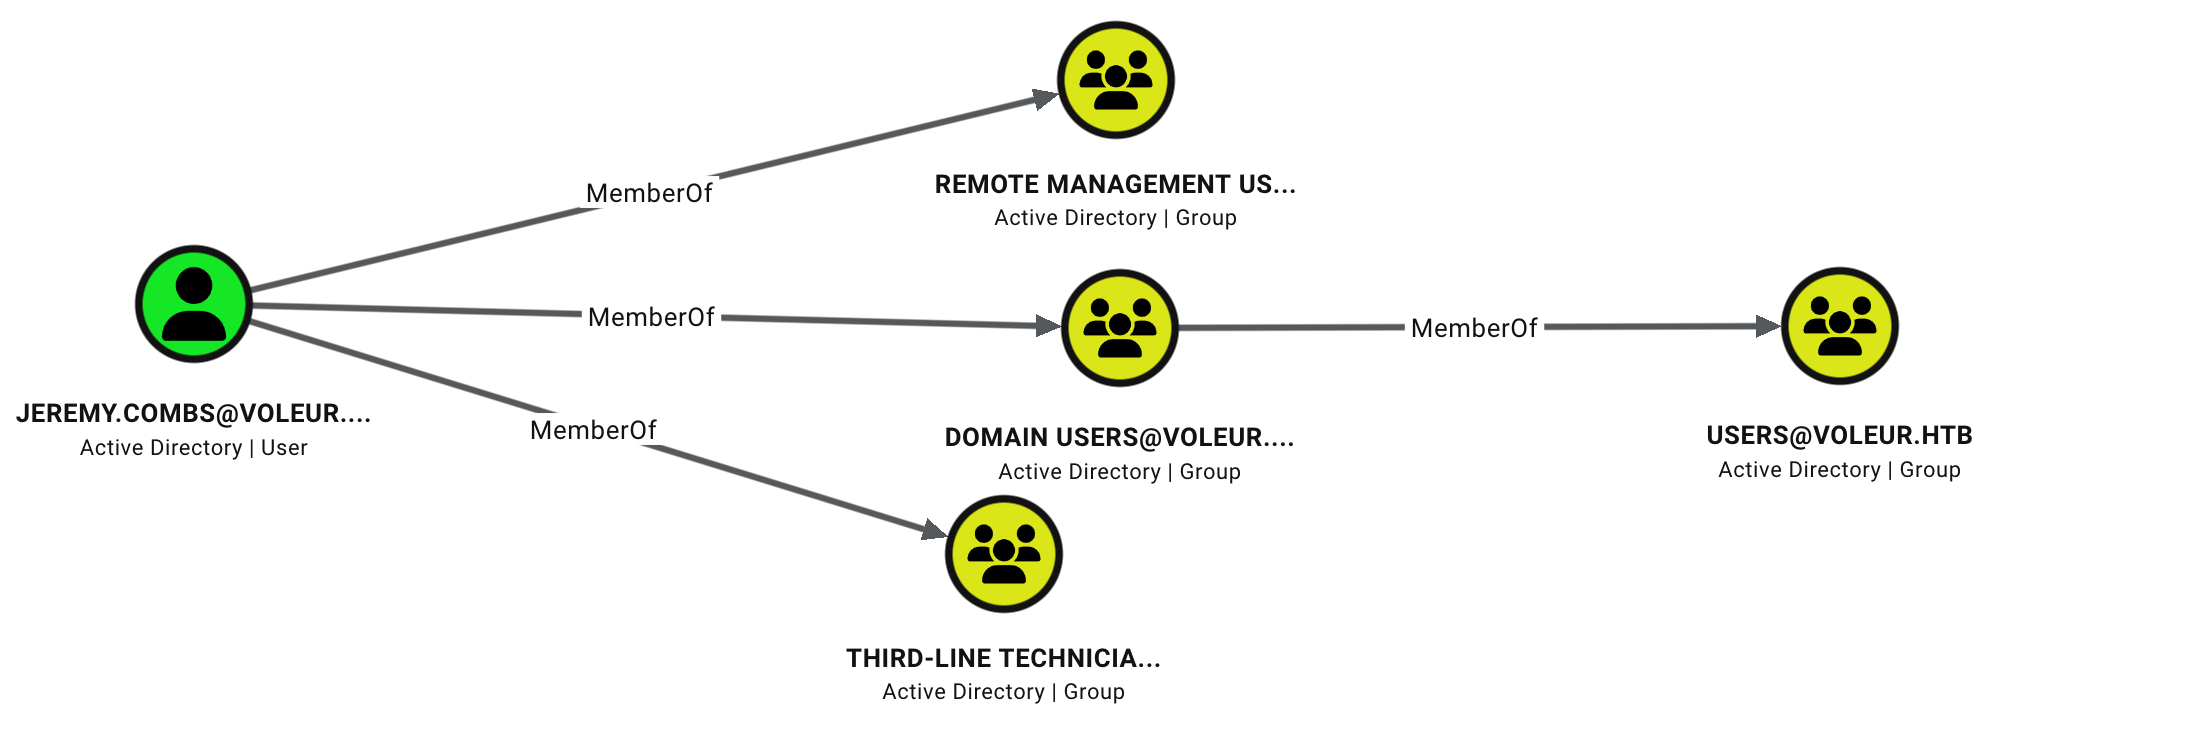 MemberOf
REMOTE MANAGEMENT US...
Active Directory | Group
JEREMY.COMBS@VOLEUR....
Active Directory | User
MemberOf
DOMAIN USERS@VOLEUR....
Active Directory | Group
MemberOf
USERS@VOLEUR.HTB
Active Directory | Group
MemberOf
THIRD-LINE TECHNICIA...
Active Directory | Group